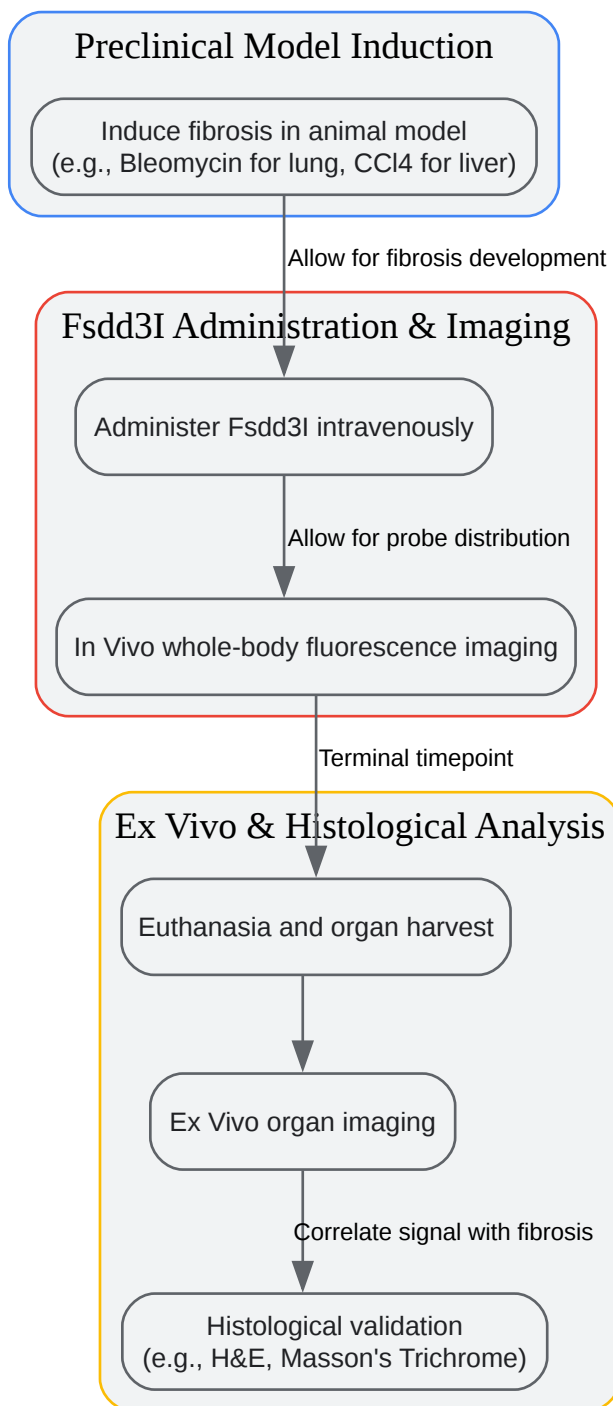 Preclinical Model Induction
Induce fibrosis in animal model
(e.g., Bleomycin for lung, CCl4 for liver)
Allow for fibrosis development
Fsdd3I Administration & Imaging
Administer Fsdd3I intravenously
Allow for probe distribution
In Vivo whole-body fluorescence imaging
Terminal timepoint
Ex Vivo & Histological Analysis
Euthanasia and organ harvest
Ex Vivo organ imaging
Correlate signal with fibrosis
Histological validation
(e.g., H&E, Masson's Trichrome)